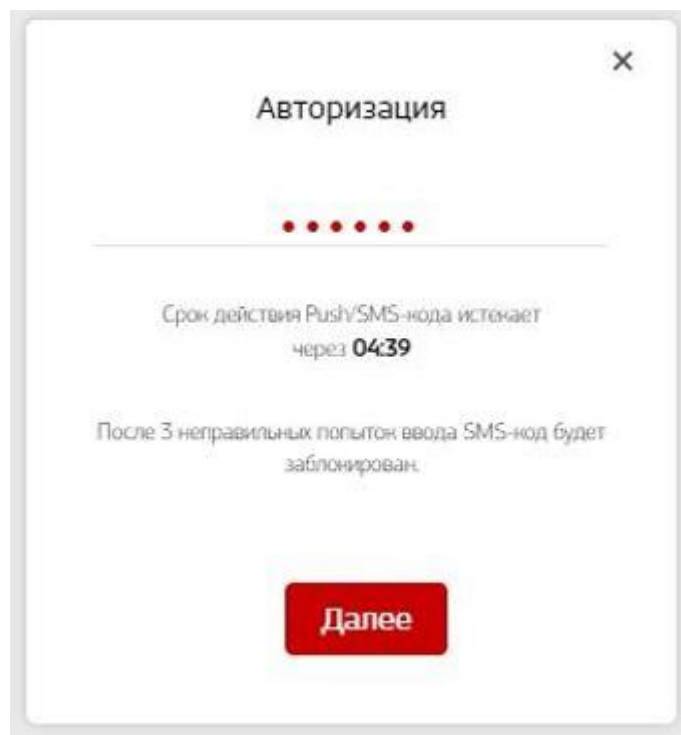 Авторизация
Срок действия Push/SMS-кода истекает
через 04:39
После 3 неправильных попыток ввода SMS-код будет
заблокирован.
Далее